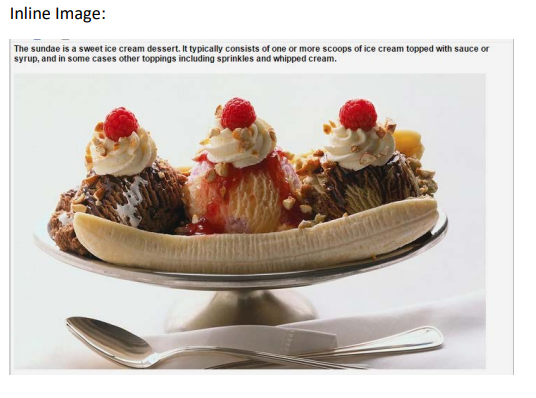 Inline Image:
The sundae is a sweet ice cream dessert. It typically consists of one or more scoops of ice cream topped with sauce or
syrup, and in some cases other toppings including sprinkles and whipped cream.